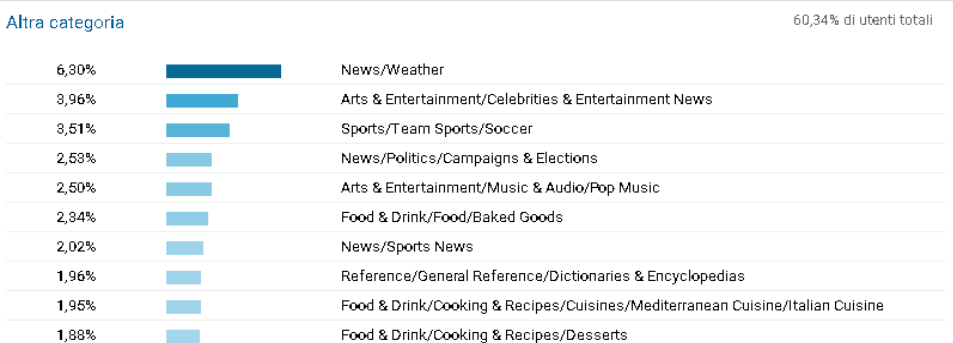 Altra categoria
60,34% di utenti totali
6,30% News/Weather
3,96% Arts & Entertainment/Celebrities & Entertainment News
3,51% Sports/Team Sports/Soccer
2,53% News/Politics/Campaigns & Elections
2,50% Arts & Entertainment/Music & Audio/Pop Music
2,34% Food & Drink/Food/Baked Goods
2,02% News/Sports News
1,96% Reference/General Reference/Dictionaries & Encyclopedias
1,95% Food & Drink/Cooking & Recipes/Cuisines/Mediterranean Cuisine/Italian Cuisine
1,88% Food & Drink/Cooking & Recipes/Desserts